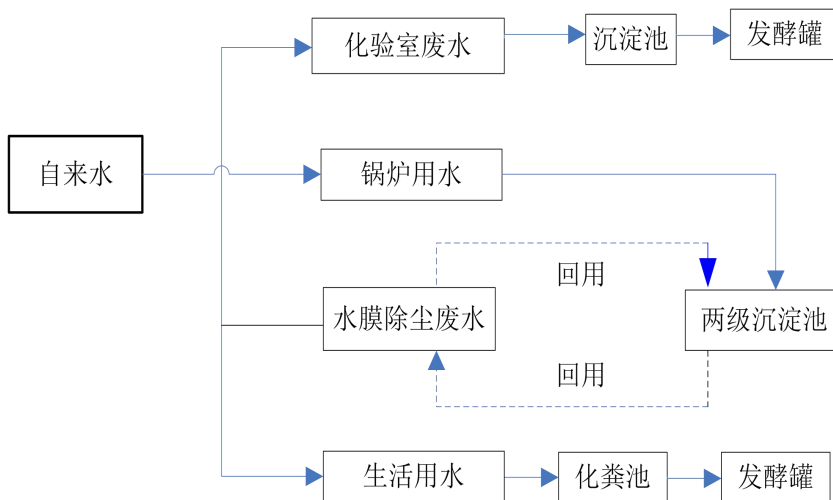 化验室废水
沉淀池
发酵罐
自来水
锅炉用水
回用
水膜除尘废水
两级沉淀池
回用
生活用水
化粪池
发酵罐